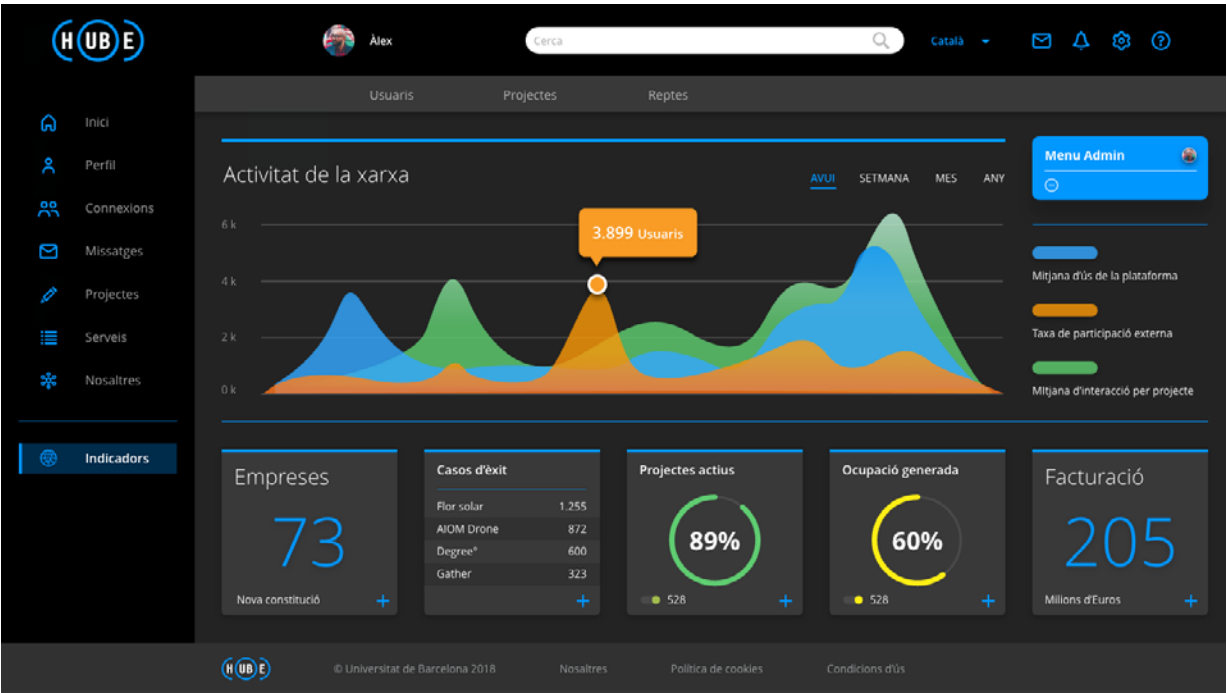 HUBE
Àlex
Cerca
Català
Usuaris
Projectes
Reptes
Inici
Perfil
Connexions
Missatges
Projectes
Serveis
Nosaltres
Indicadors
Activitat de la xarxa
AVUI SETMANA MES ANY
6 k
4 k
2 k
0 k
3.899 Usuaris
Menu Admin
Mitjana d'ús de la plataforma
Taxa de participació externa
MItjana d'interacció per projecte
Empreses
73
Nova constitució +
Casos d'èxit
Flor solar 1.255
AIOM Drone 872
Degree° 600
Gather 323
+
Projectes actius
89%
528 +
Ocupació generada
60%
528 +
Facturació
205
Milions d'Euros +
HUBE
© Universitat de Barcelona 2018
Nosaltres
Política de cookies
Condicions d'ús